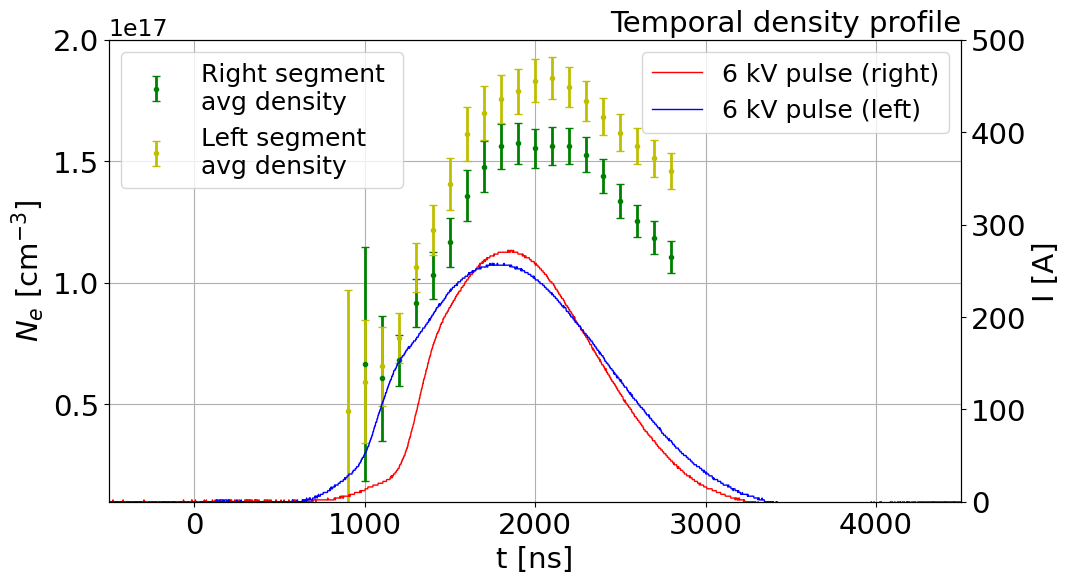 Temporal density profile
1e17
2.0
1.5
1.0
0.5
N_e [cm^{-3}]
Right segment
avg density
Left segment
avg density
6 kV pulse (right)
6 kV pulse (left)
500
400
300
200
100
0
I [A]
0
1000
2000
3000
4000
t [ns]